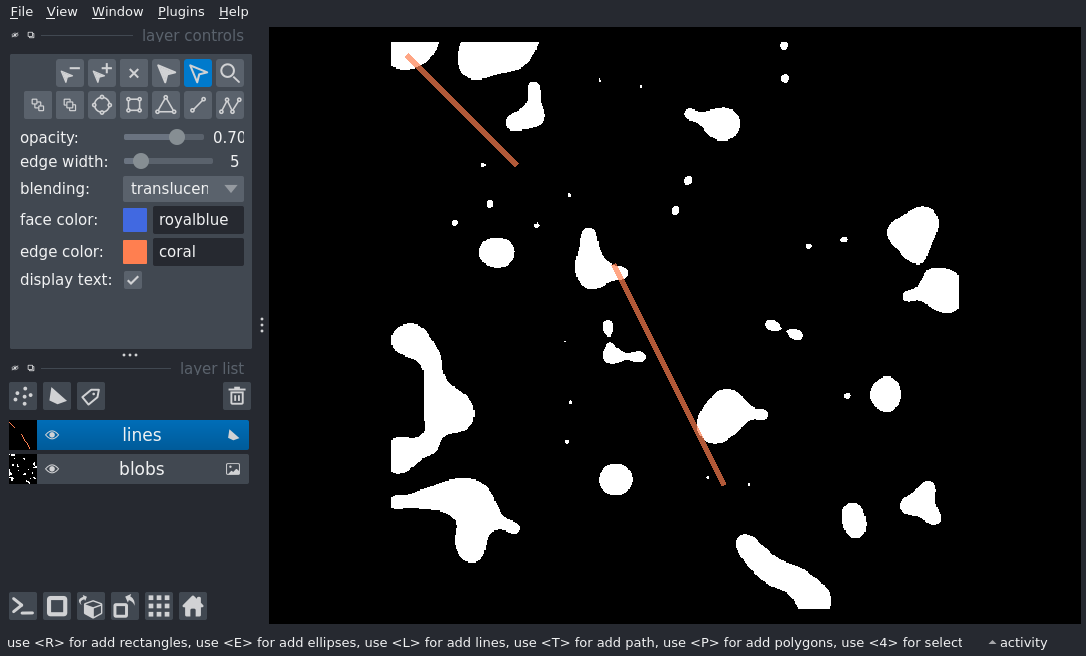 File View Window Plugins Help
layer controls
opacity: 0.70
edge width: 5
blending: translucen
face color: royalblue
edge color: coral
display text:
layer list
lines
blobs
use <R> for add rectangles, use <E> for add ellipses, use <L> for add lines, use <T> for add path, use <P> for add polygons, use <4> for select activity